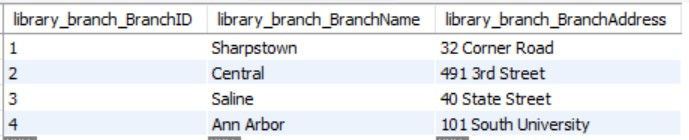 library_branch_BranchID library_branch_BranchName library_branch_BranchAddress
1 Sharpstown 32 Corner Road
2 Central 491 3rd Street
3 Saline 40 State Street
4 Ann Arbor 101 South University